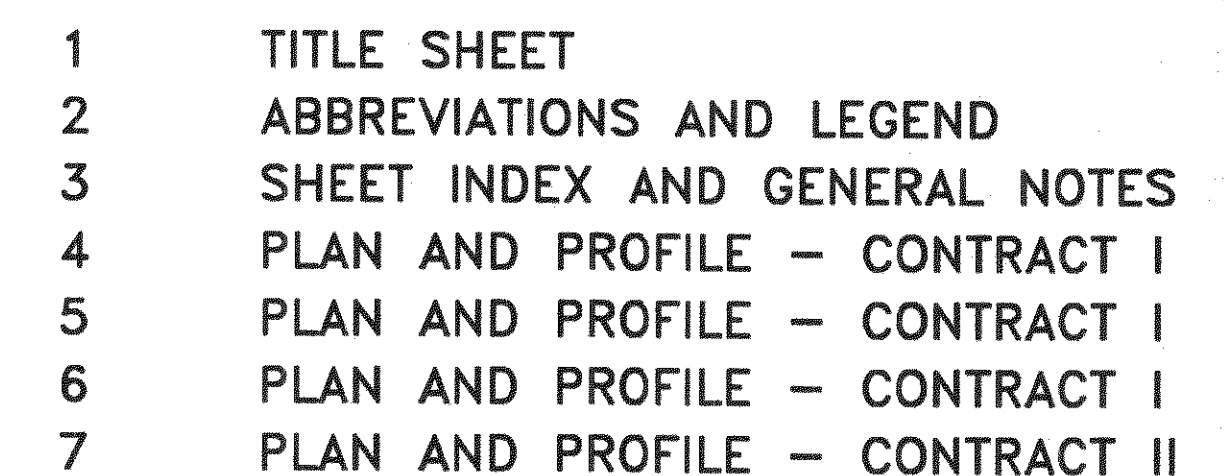 1 TITLE SHEET
2 ABBREVIATIONS AND LEGEND
3 SHEET INDEX AND GENERAL NOTES
4 PLAN AND PROFILE – CONTRACT I
5 PLAN AND PROFILE – CONTRACT I
6 PLAN AND PROFILE – CONTRACT I
7 PLAN AND PROFILE – CONTRACT II